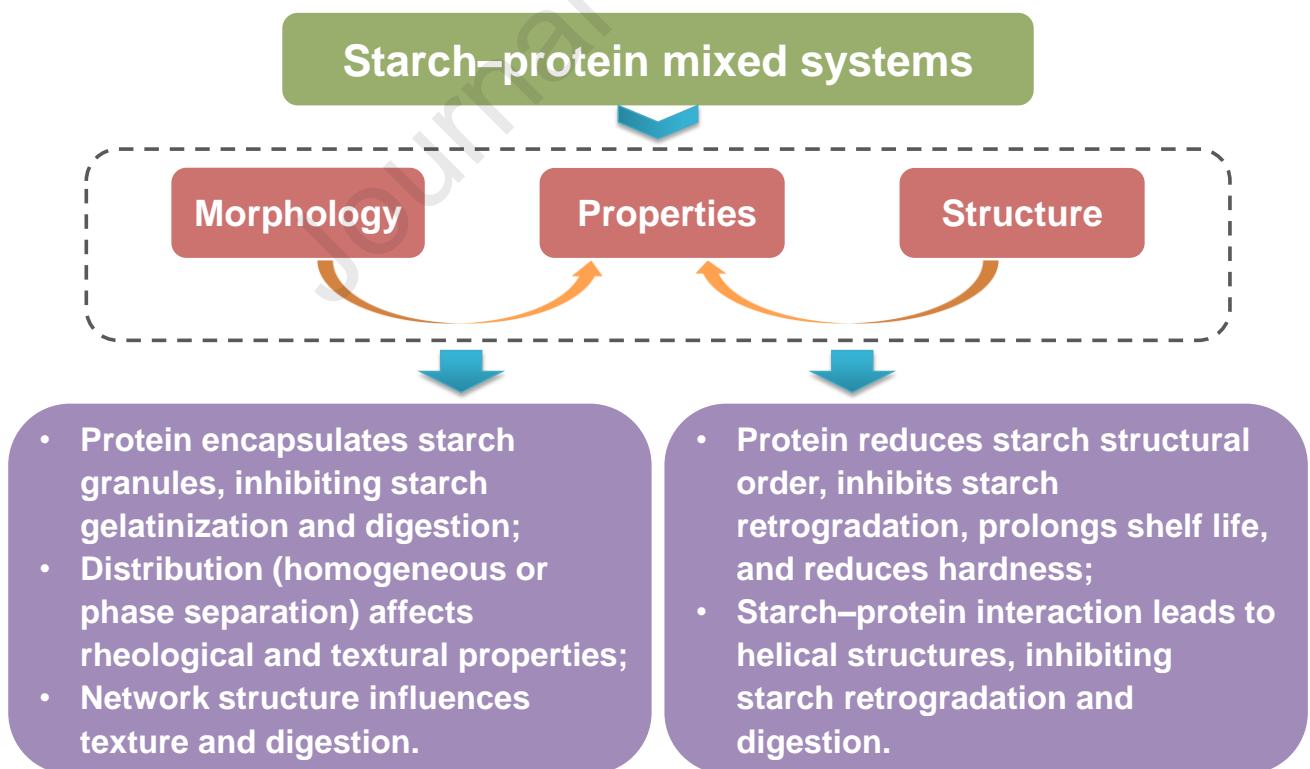 Starch–protein mixed systems
Journal
Morphology
Properties
Structure
• Protein encapsulates starch
granules, inhibiting starch
gelatinization and digestion;
• Distribution (homogeneous or
phase separation) affects
rheological and textural properties;
• Network structure influences
texture and digestion.
• Protein reduces starch structural
order, inhibits starch
retrogradation, prolongs shelf life,
and reduces hardness;
• Starch–protein interaction leads to
helical structures, inhibiting
starch retrogradation and
digestion.